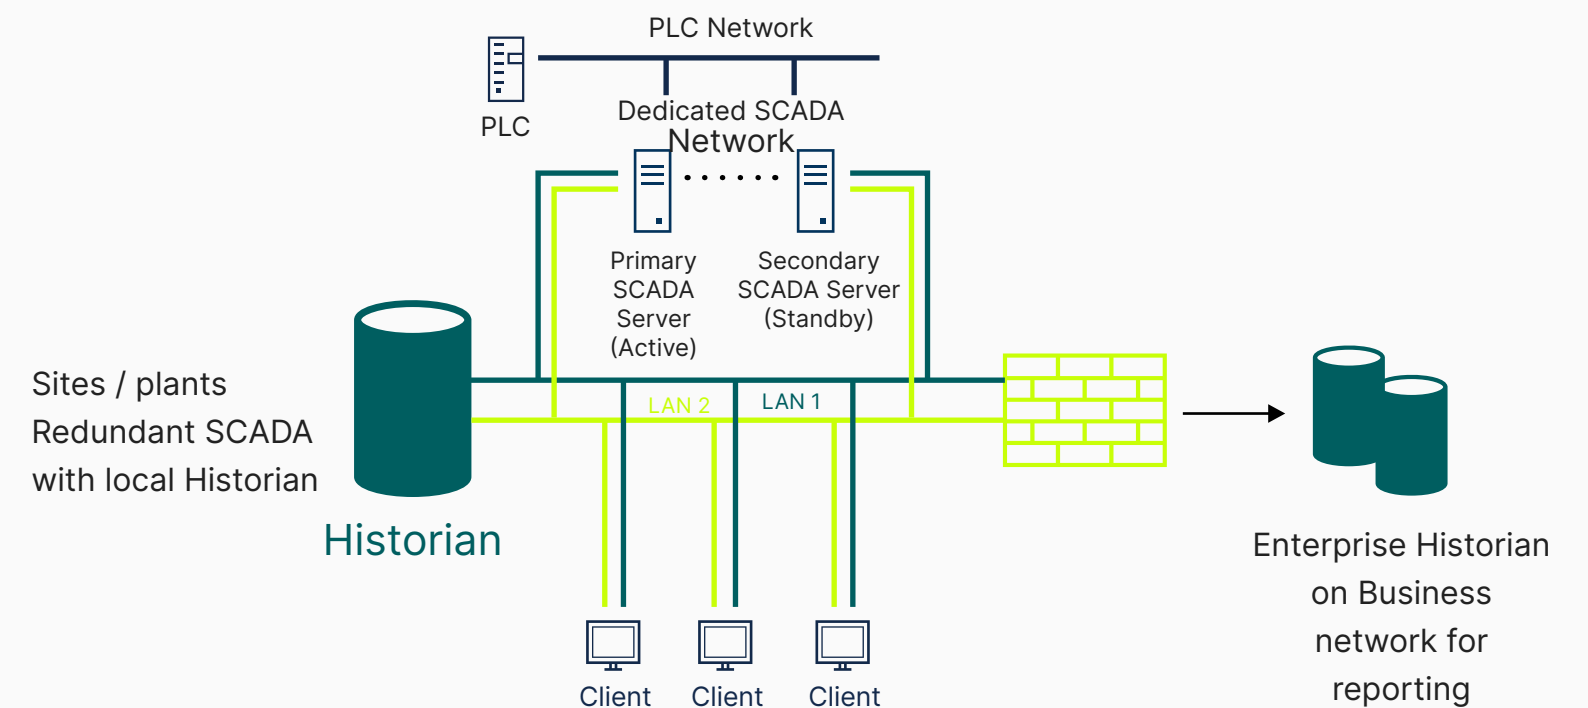 PLC Network
PLC
Dedicated SCADA
Network
Primary
SCADA
Server
(Active)
Secondary
SCADA Server
(Standby)
Sites / plants
Redundant SCADA
with local Historian
LAN 2
LAN 1
Historian
Enterprise Historian
on Business
network for
reporting
Client
Client
Client